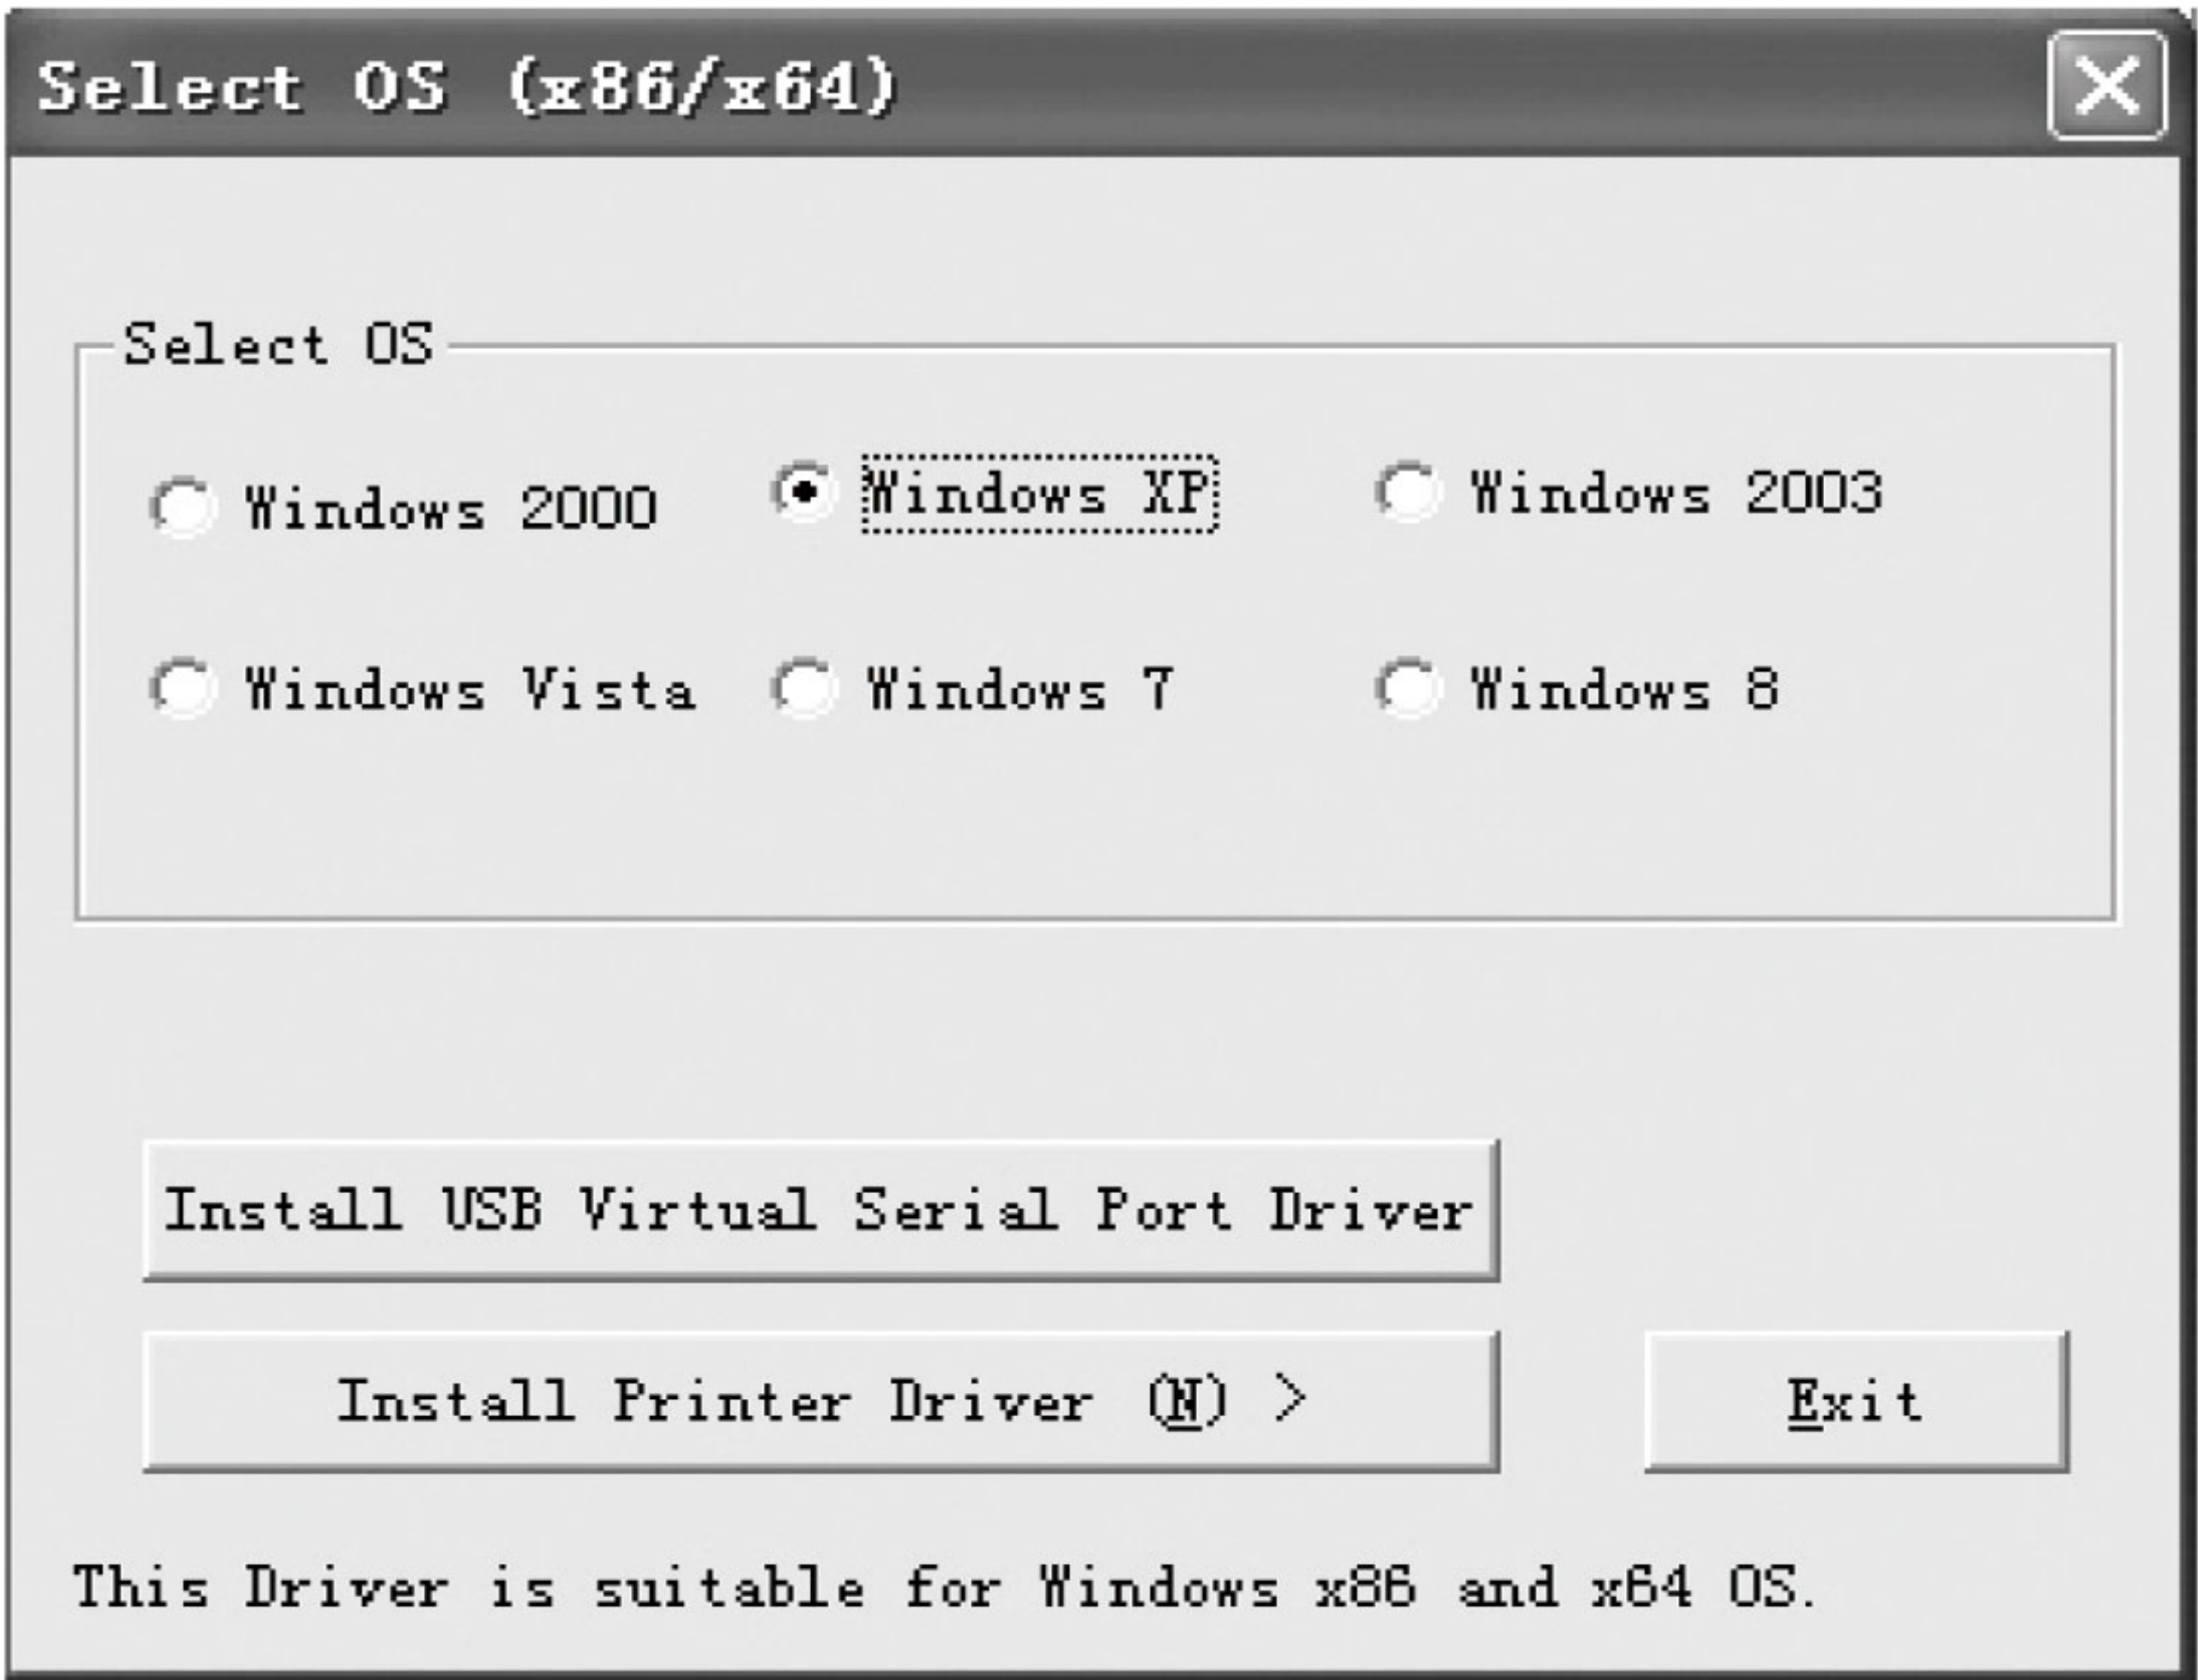 Select OS (x86/x64)
Select OS
Windows 2000 Windows XP Windows 2003
Windows Vista Windows 7 Windows 8
Install USB Virtual Serial Port Driver
Install Printer Driver (N) > Exit
This Driver is suitable for Windows x86 and x64 OS.